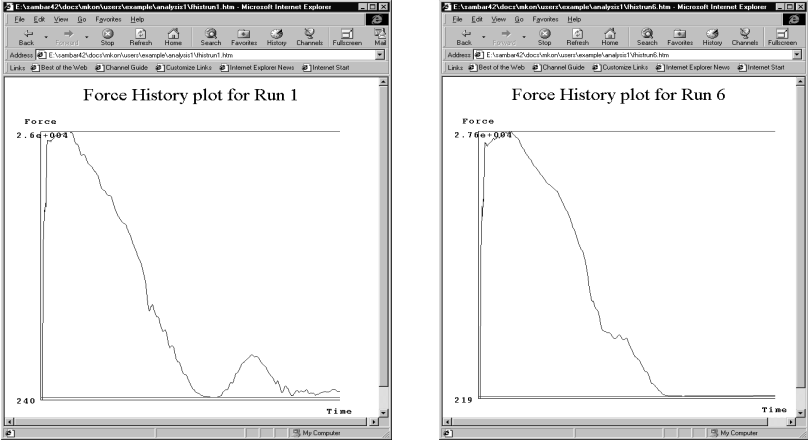 E:\sambar42\docs\mkon\users\example\analysis1\fhistrun1.htm - Microsoft Internet Explorer
File Edit View Go Favorites Help
Back Forward Stop Refresh Home Search Favorites History Channels Fullscreen Mail
Address E:\sambar42\docs\mkon\users\example\analysis1\fhistrun1.htm
Links Best of the Web Channel Guide Customize Links Internet Explorer News Internet Start
Force History plot for Run 1
Force
2.6e+004
240
Time
My Computer
E:\sambar42\docs\mkon\users\example\analysis1\fhistrun6.htm - Microsoft Internet Explorer
File Edit View Go Favorites Help
Back Forward Stop Refresh Home Search Favorites History Channels Fullscreen
Address E:\sambar42\docs\mkon\users\example\analysis1\fhistrun6.htm
Links Best of the Web Channel Guide Customize Links Internet Explorer News Internet Start
Force History plot for Run 6
Force
2.76e+004
219
Time
My Computer